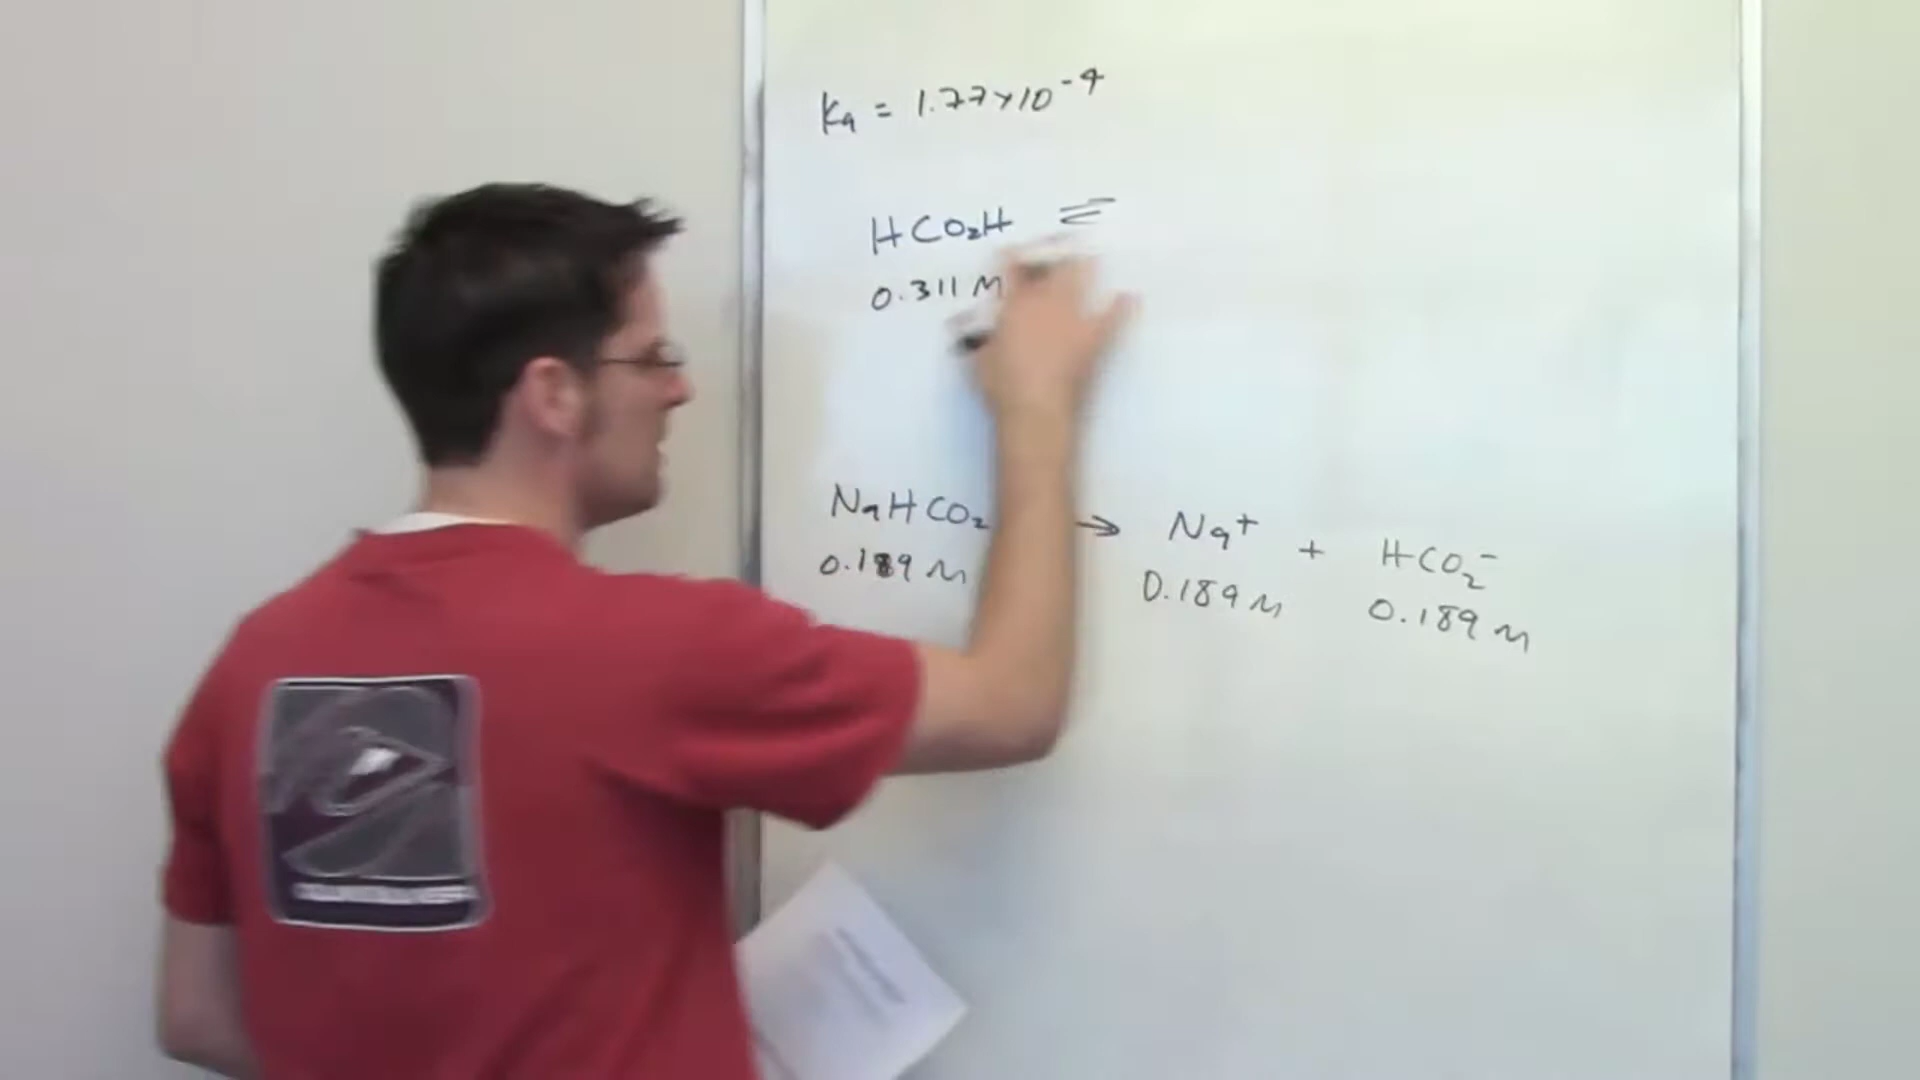 Ka = 1.77×10⁻⁴
HCO₂H ⇌
0.311 M
NaHCO₂ → Na⁺ + HCO₂⁻
0.189 M 0.189 M 0.189 M